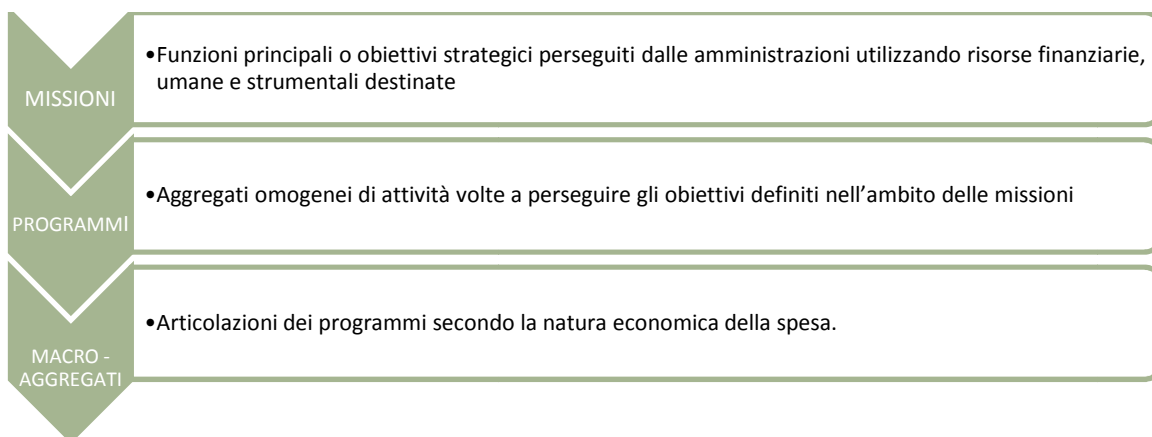 MISSIONI
•Funzioni principali o obiettivi strategici perseguiti dalle amministrazioni utilizzando risorse finanziarie,
umane e strumentali destinate
PROGRAMMI
•Aggregati omogenei di attività volte a perseguire gli obiettivi definiti nell’ambito delle missioni
MACRO -
AGGREGATI
•Articolazioni dei programmi secondo la natura economica della spesa.